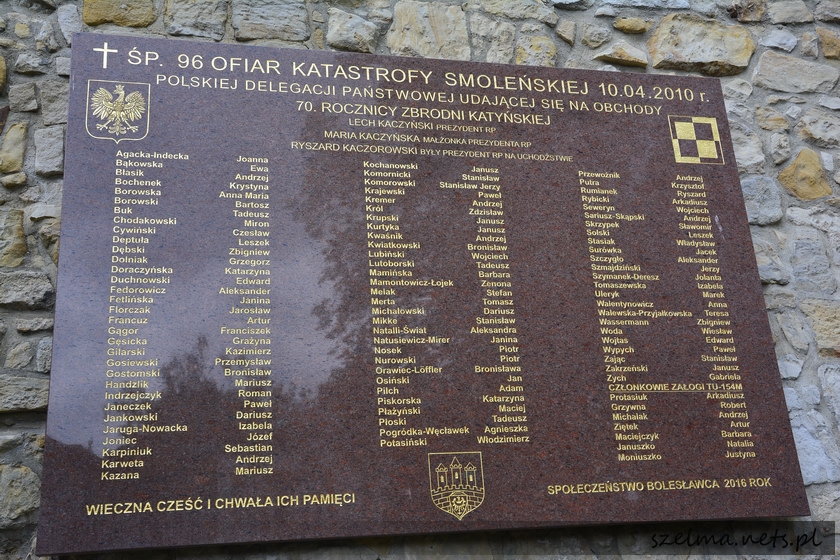 † ŚP. 96 OFIAR KATASTROFY SMOLEŃSKIEJ 10.04.2010 r.
POLSKIEJ DELEGACJI PAŃSTWOWEJ UDAJĄCEJ SIĘ NA OBCHODY
70. ROCZNICY ZBRODNI KATYŃSKIEJ
LECH KACZYŃSKI PREZYDENT RP
MARIA KACZYŃSKA MAŁŻONKA PREZYDENTA RP
RYSZARD KACZOROWSKI BYŁY PREZYDENT RP NA UCHODŹSTWIE
Agacka-Indecka Joanna
Bąkowska Ewa
Błasik Andrzej
Bochenek Krystyna
Borowska Anna Maria
Borowski Bartosz
Buk Tadeusz
Chodakowski Miron
Cywiński Czesław
Deptuła Leszek
Dębski Zbigniew
Dolniak Grzegorz
Doraczyńska Katarzyna
Duchnowski Edward
Fedorowicz Aleksander
Fetlińska Janina
Florczak Jarosław
Francuz Artur
Gągor Franciszek
Gęsicka Grażyna
Gilarski Kazimierz
Gosiewski Przemysław
Gostomski Bronisław
Handzlik Mariusz
Indrzejczyk Roman
Janeczek Paweł
Jankowski Dariusz
Jaruga-Nowacka Izabela
Joniec Józef
Karpiniuk Sebastian
Karweta Andrzej
Kazana Mariusz
Kochanowski Janusz
Komornicki Stanisław
Komorowski Stanisław Jerzy
Krajewski Paweł
Kremer Andrzej
Król Zdzisław
Krupski Janusz
Kurtyka Janusz
Kwaśnik Andrzej
Kwiatkowski Bronisław
Lubiński Wojciech
Lutoborski Tadeusz
Mamińska Barbara
Mamontowicz-Łojek Zenona
Melak Stefan
Merta Tomasz
Michałowski Dariusz
Mikke Stanisław
Natalli-Świat Aleksandra
Natusiewicz-Mirer Janina
Nosek Piotr
Nurowski Piotr
Orawiec-Löffler Bronisława
Osiński Jan
Pilch Adam
Piskorska Katarzyna
Płażyński Maciej
Płoski Tadeusz
Pogródka-Węcławek Agnieszka
Potasiński Włodzimierz
Przewoźnik Andrzej
Putra Krzysztof
Rumianek Ryszard
Rybicki Arkadiusz
Seweryn Wojciech
Sariusz-Skąpski Andrzej
Skrzypek Sławomir
Solski Leszek
Stasiak Władysław
Surówka Jacek
Szczygło Aleksander
Szmajdziński Jerzy
Szymanek-Deresz Jolanta
Tomaszewska Izabela
Uleryk Marek
Walentynowicz Anna
Walewska-Przyjałkowska Teresa
Wassermann Zbigniew
Woda Wiesław
Wojtas Edward
Wypych Paweł
Zając Stanisław
Zakrzeński Janusz
Zych Gabriela
CZŁONKOWIE ZAŁOGI TU-154M
Protasiuk Arkadiusz
Grzywna Robert
Michalak Andrzej
Ziętek Artur
Maciejczyk Barbara
Januszko Natalia
Moniuszko Justyna
WIECZNA CZEŚĆ I CHWAŁA ICH PAMIĘCI
SPOŁECZEŃSTWO BOLESŁAWCA 2016 ROK
szelma.nets.pl